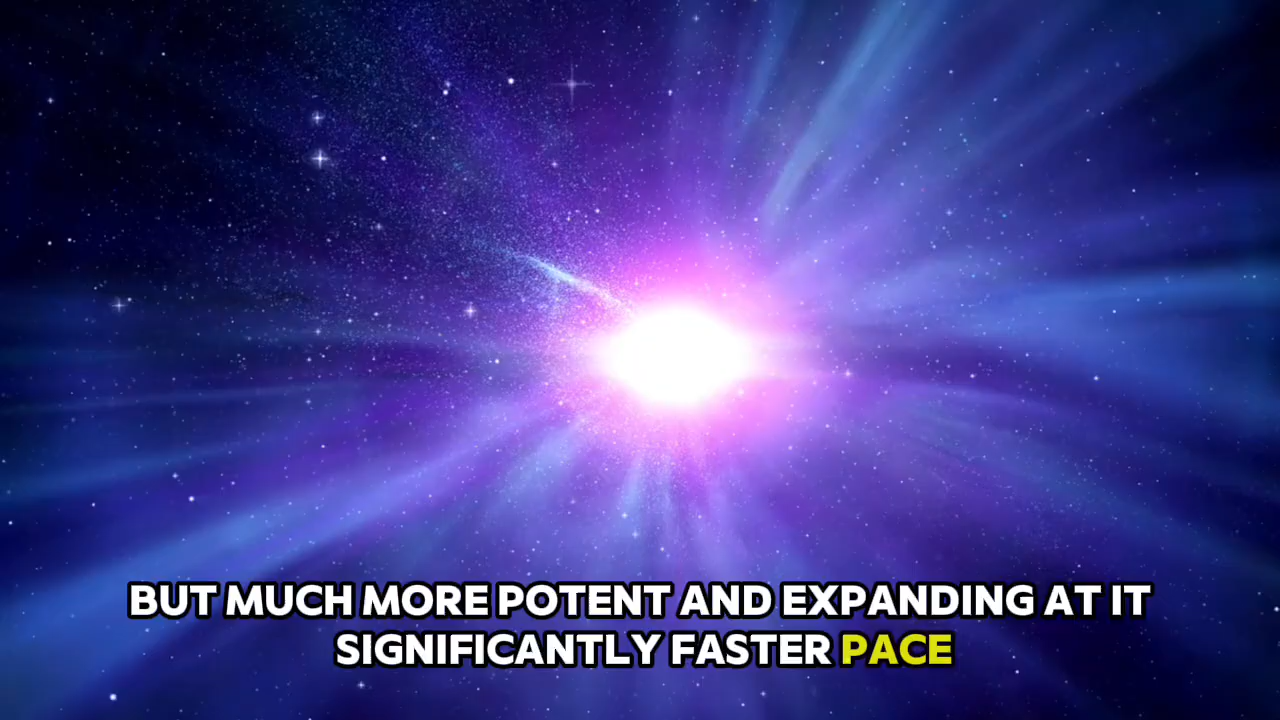 BUT MUCH MORE POTENT AND EXPANDING AT IT
SIGNIFICANTLY FASTER PACE